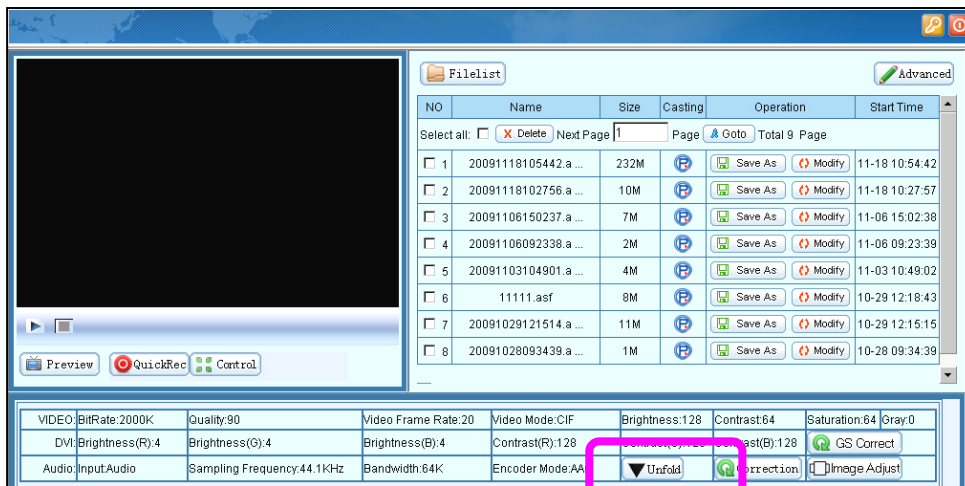 Filelist Advanced
NO Name Size Casting Operation Start Time
Select all: Delete Next Page 1 Page Goto Total 9 Page
1 20091118105442.a ... 232M Save As Modify 11-18 10:54:42
2 20091118102756.a ... 10M Save As Modify 11-18 10:27:57
3 20091106150237.a ... 7M Save As Modify 11-06 15:02:38
4 20091106092338.a ... 2M Save As Modify 11-06 09:23:39
5 20091103104901.a ... 4M Save As Modify 11-03 10:49:02
6 11111.asf 8M Save As Modify 10-29 12:18:43
7 20091029121514.a ... 11M Save As Modify 10-29 12:15:15
8 20091028093439.a ... 1M Save As Modify 10-28 09:34:39
Preview QuickRec Control
VIDEO: BitRate:2000K Quality:90 Video Frame Rate:20 Video Mode:CIF Brightness:128 Contrast:64 Saturation:64 Gray:0
DVI: Brightness(R):4 Brightness(G):4 Brightness(B):4 Contrast(R):128 Contrast(B):128 GS Correct
Audio: InputAudio Sampling Frequency:44.1KHz Bandwidth:64K Encoder Mode:AA Unfold Correction Image Adjust